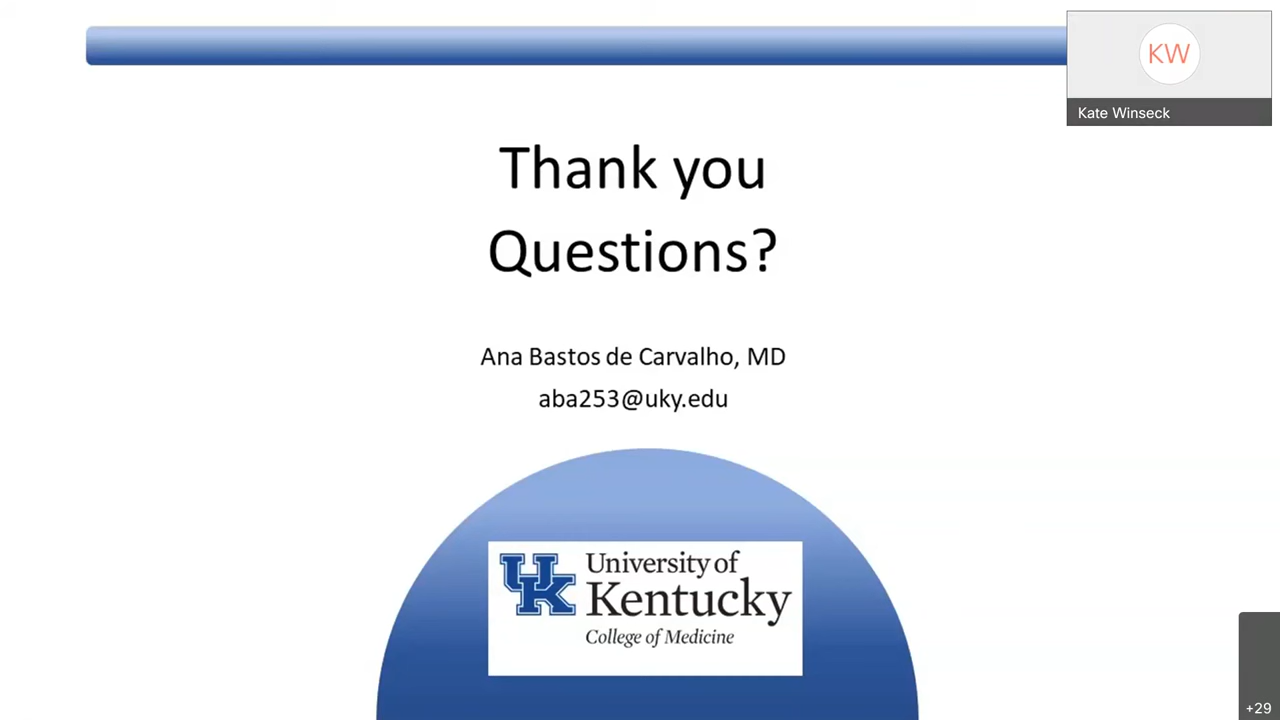 KW
Kate Winseck
Thank you
Questions?
Ana Bastos de Carvalho, MD
aba253@uky.edu
UK
University of
Kentucky
College of Medicine
+29